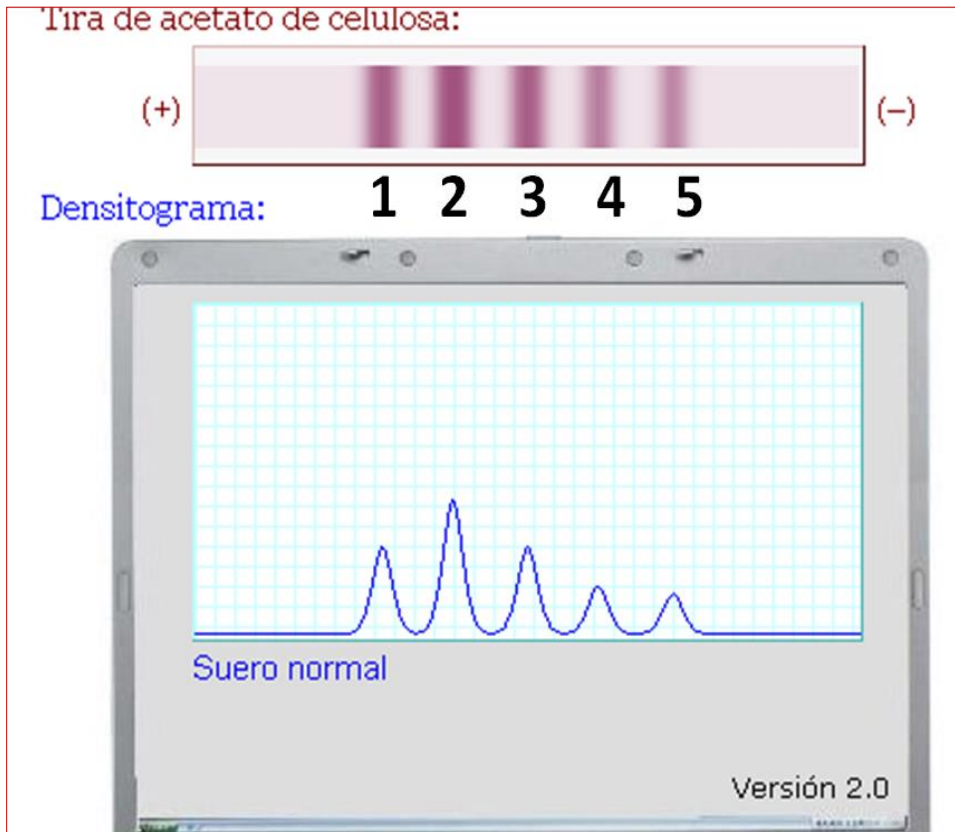 Tira de acetato de celulosa:
(+) (−)
1 2 3 4 5
Densitograma:
Suero normal
Versión 2.0